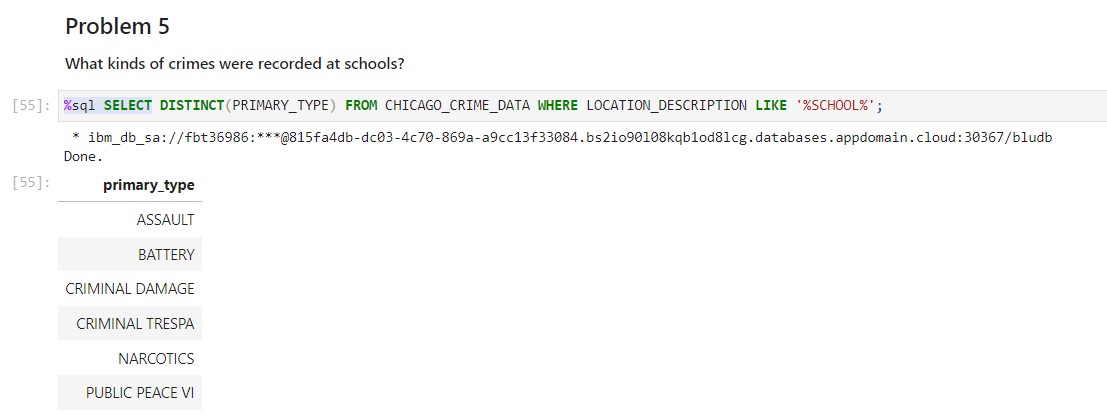 Problem 5
What kinds of crimes were recorded at schools?
[55]: %sql SELECT DISTINCT(PRIMARY_TYPE) FROM CHICAGO_CRIME_DATA WHERE LOCATION_DESCRIPTION LIKE '%SCHOOL%';
* ibm_db_sa://fbt36986:***@815fa4db-dc03-4c70-869a-a9cc13f33084.bs2io90l08kqb1od8lcg.databases.appdomain.cloud:30367/bludb
Done.
[55]: primary_type
ASSAULT
BATTERY
CRIMINAL DAMAGE
CRIMINAL TRESPA
NARCOTICS
PUBLIC PEACE VI